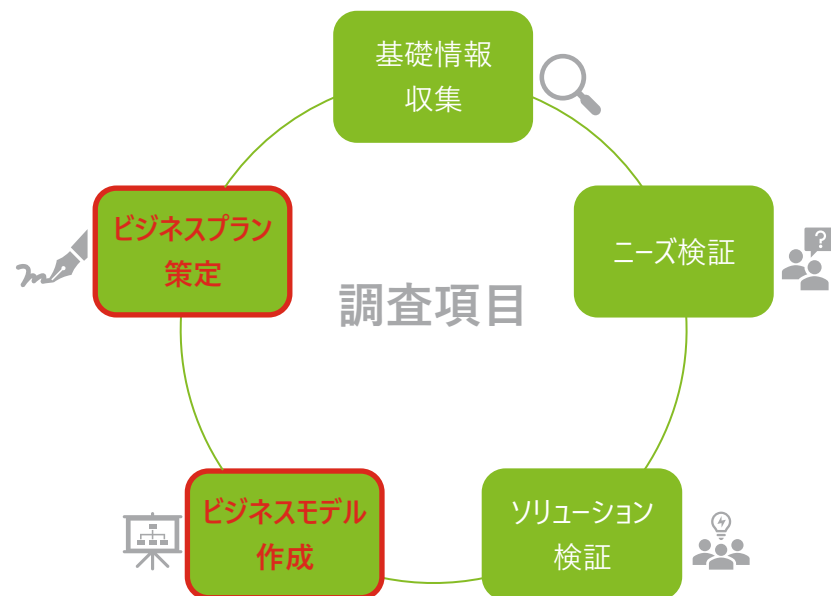 基礎情報
収集
ニーズ検証
ソリューション
検証
ビジネスモデル
作成
ビジネスプラン
策定
調査項目
?